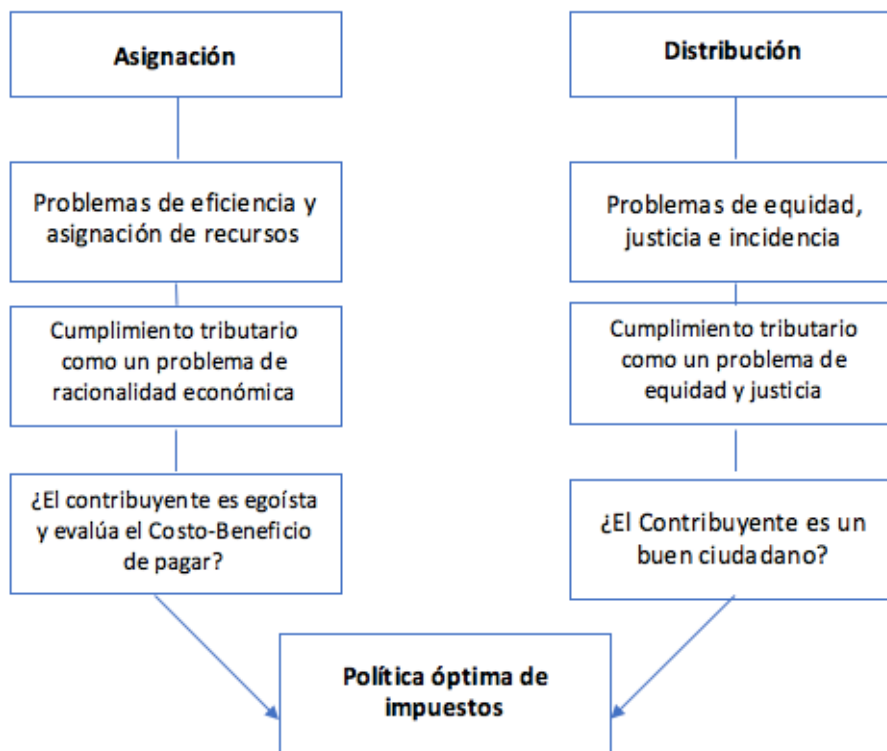 Asignación
Problemas de eficiencia y
asignación de recursos
Cumplimiento tributario
como un problema de
racionalidad económica
¿El contribuyente es egoísta
y evalúa el Costo-Beneficio
de pagar?
Distribución
Problemas de equidad,
justicia e incidencia
Cumplimiento tributario
como un problema de
equidad y justicia
¿El Contribuyente es un
buen ciudadano?
Política óptima de
impuestos